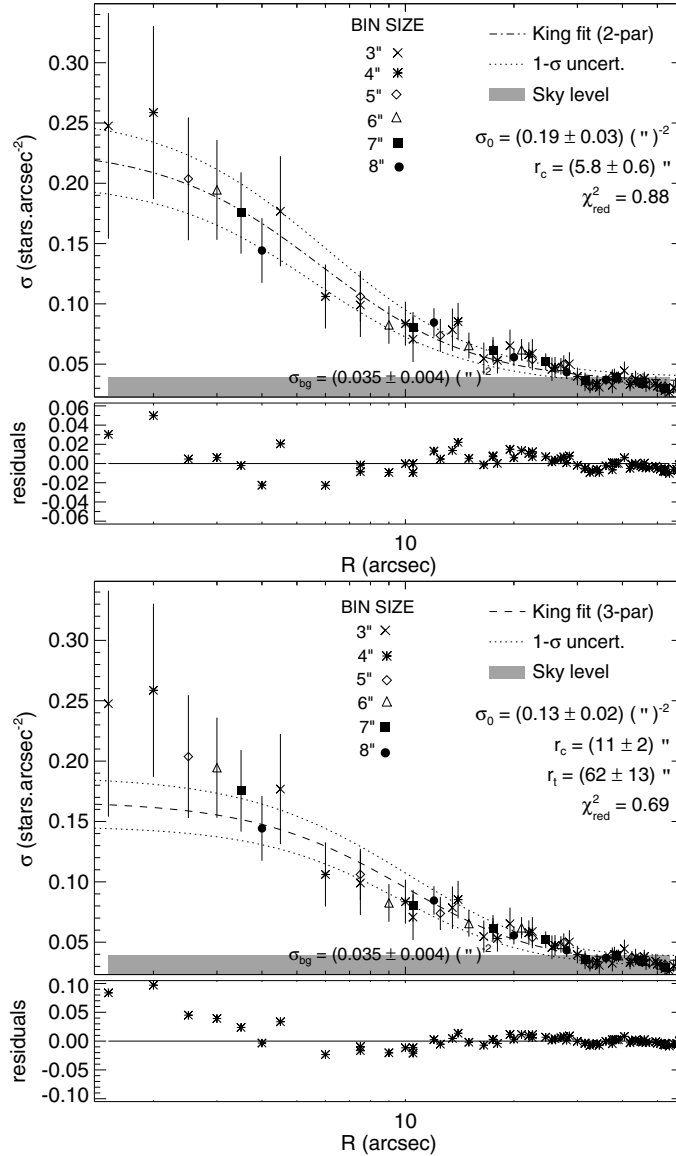 BIN SIZE
3"
4"
5"
6"
7"
8"
King fit (2-par)
1-σ uncert.
Sky level
σ0 = (0.19 ± 0.03) (")-2
rc = (5.8 ± 0.6) "
χ2red = 0.88
σbg = (0.035 ± 0.004) (")-2
σ (stars.arcsec-2)
0.30
0.25
0.20
0.15
0.10
0.05
residuals
0.06
0.04
0.02
0.00
-0.02
-0.04
-0.06
10
R (arcsec)
BIN SIZE
3"
4"
5"
6"
7"
8"
King fit (3-par)
1-σ uncert.
Sky level
σ0 = (0.13 ± 0.02) (")-2
rc = (11 ± 2) "
rt = (62 ± 13) "
χ2red = 0.69
σbg = (0.035 ± 0.004) (")-2
σ (stars.arcsec-2)
0.30
0.25
0.20
0.15
0.10
0.05
residuals
0.10
0.05
0.00
-0.05
-0.10
10
R (arcsec)